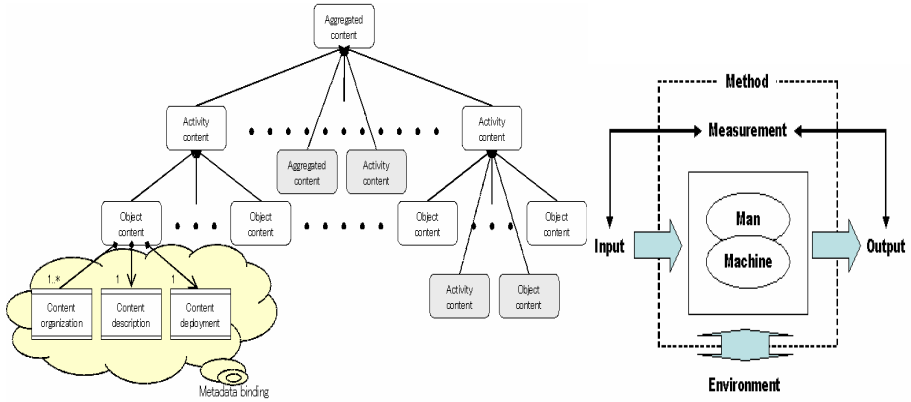 Aggregated
content
Activity
content
Activity
content
Aggregated
content
Activity
content
Object
content
Object
content
Object
content
Object
content
1..*
1
1
Content
organization
Content
description
Content
deployment
Activity
content
Object
content
Metadata binding
Method
Measurement
Man
Machine
Input
Output
Environment